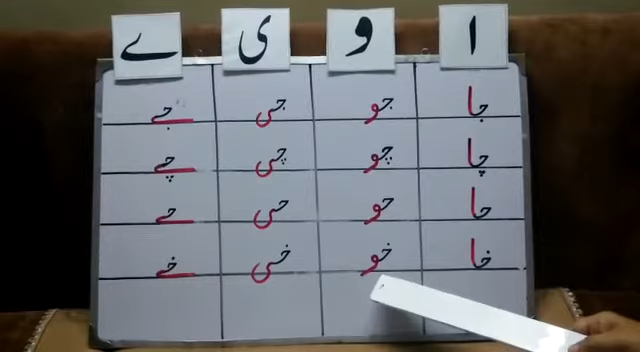 ا و ی ے
جا جو جی جے
چا چو چی چے
حا حو حی حے
خا خو خی خے